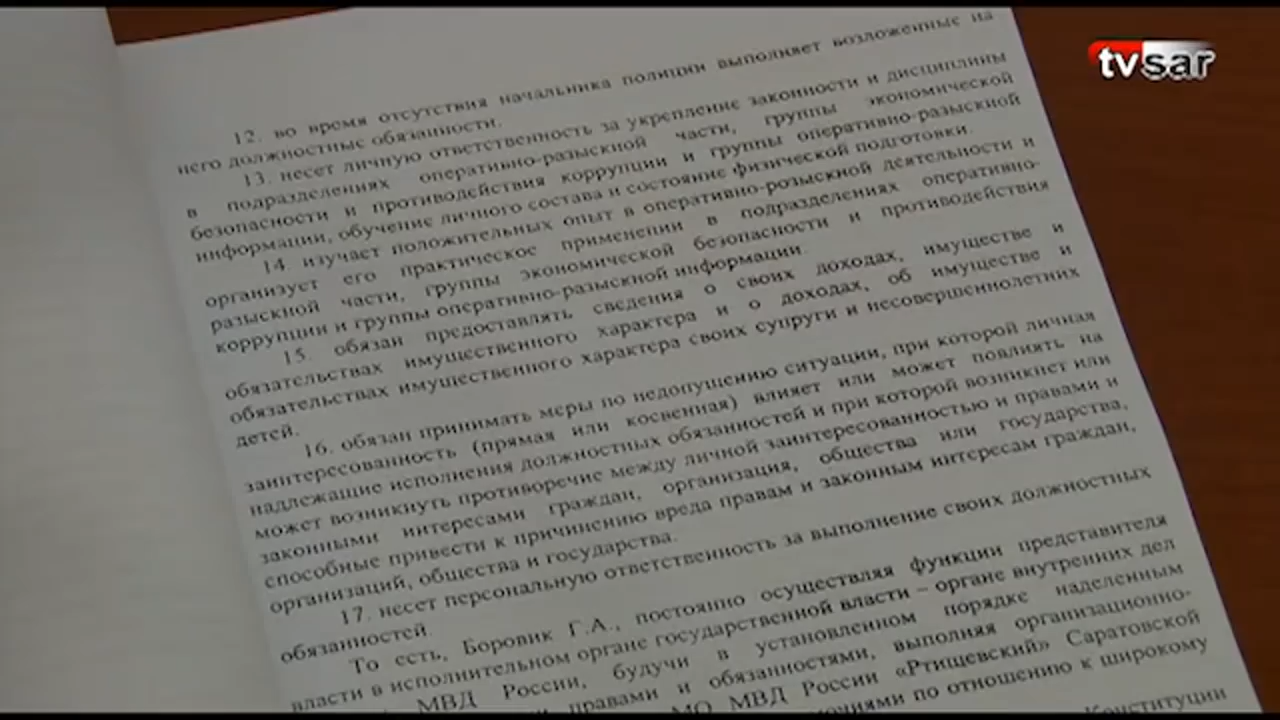 tvsar
12. во время отсутствия начальника полиции выполняет возложенные на
него должностные обязанности.
13. несет личную ответственность за укрепление законности и дисциплины
в подразделениях оперативно-разыскной части, группы экономической
безопасности и противодействия коррупции и группы оперативно-разыскной
информации, обучение личного состава и состояние физической подготовки.
14. изучает положительных опыт в оперативно-розыскной деятельности и
организует его практическое применении в подразделениях оперативно-
разыскной части, группы экономической безопасности и противодействия
коррупции и группы оперативно-разыскной информации.
15. обязан предоставлять сведения о своих доходах, имуществе и
обязательствах имущественного характера и о доходах, об имуществе и
обязательствах имущественного характера своих супруги и несовершеннолетних
детей.
16. обязан принимать меры по недопущению ситуации, при которой личная
заинтересованность (прямая или косвенная) влияет или может повлиять на
надлежащие исполнения должностных обязанностей и при которой возникнет или
может возникнуть противоречие между личной заинтересованностью и правами и
законными интересами граждан, организация, общества или государства,
способные привести к причинению вреда правам и законным интересам граждан,
организаций, общества и государства.
17. несет персональную ответственность за выполнение своих должностных
обязанностей.
То есть, Боровик Г.А., постоянно осуществляя функции представителя
власти в исполнительном органе государственной власти – органе внутренних дел
МВД России, будучи в установленном порядке наделенным
правами и обязанностями, выполняя организационно-
МО МВД России «Ртищевский» Саратовской
по отношению к широкому
Конституции